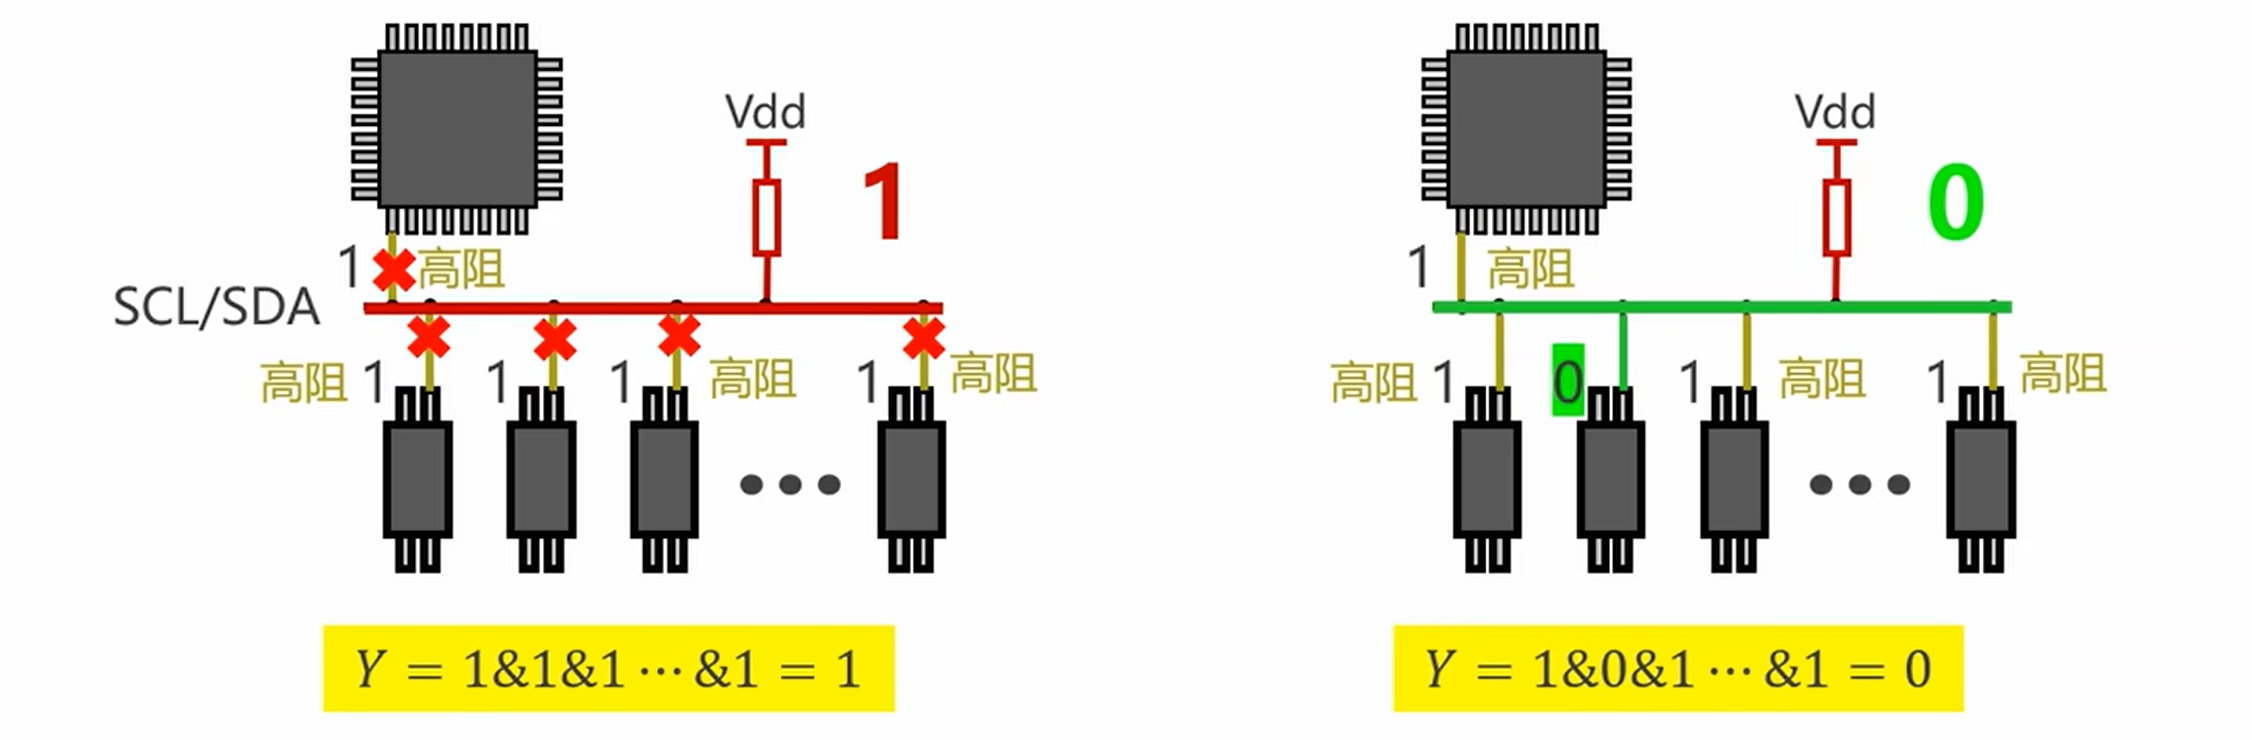 Vdd
1
1 高阻
SCL/SDA
高阻 1 1 1 高阻 1 高阻
Y = 1&1&1 ⋯ &1 = 1
Vdd
0
1 高阻
高阻 1 0 1 高阻 1 高阻
Y = 1&0&1 ⋯ &1 = 0